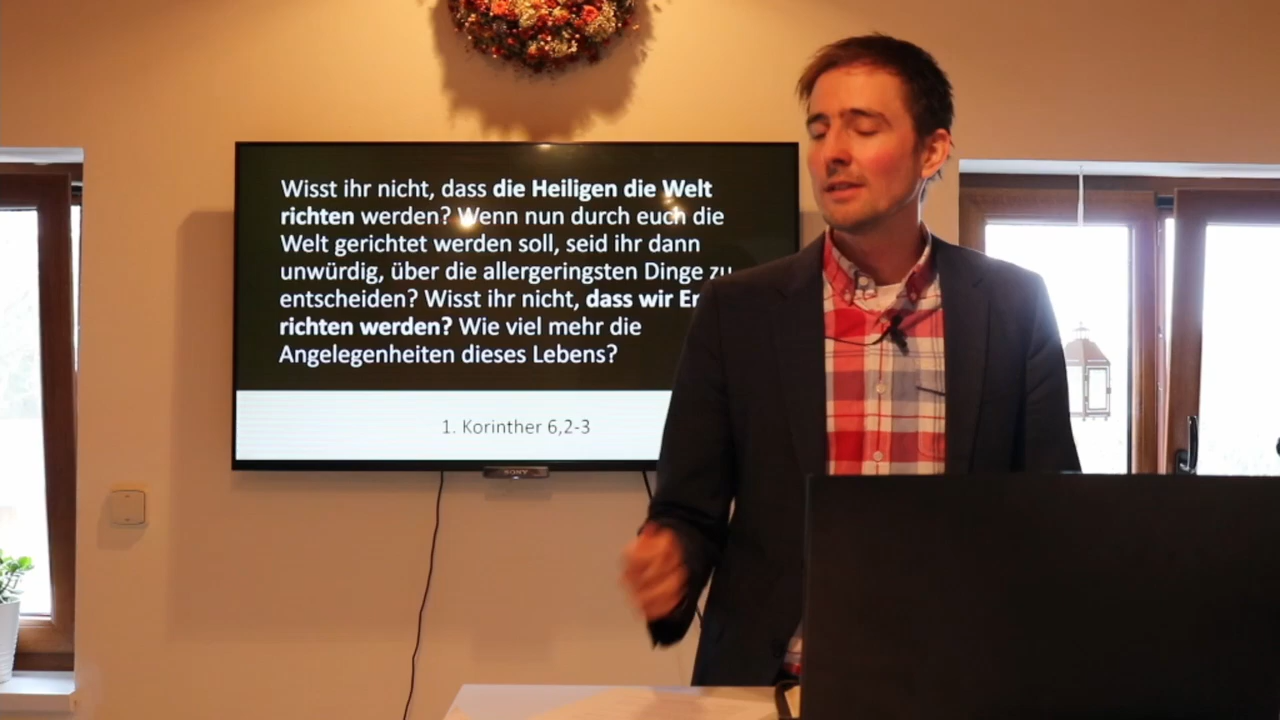 Wisst ihr nicht, dass die Heiligen die Welt
richten werden? Wenn nun durch euch die
Welt gerichtet werden soll, seid ihr dann
unwürdig, über die allergeringsten Dinge zu
entscheiden? Wisst ihr nicht, dass wir
richten werden? Wie viel mehr die
Angelegenheiten dieses Lebens?
1. Korinther 6,2-3
SONY